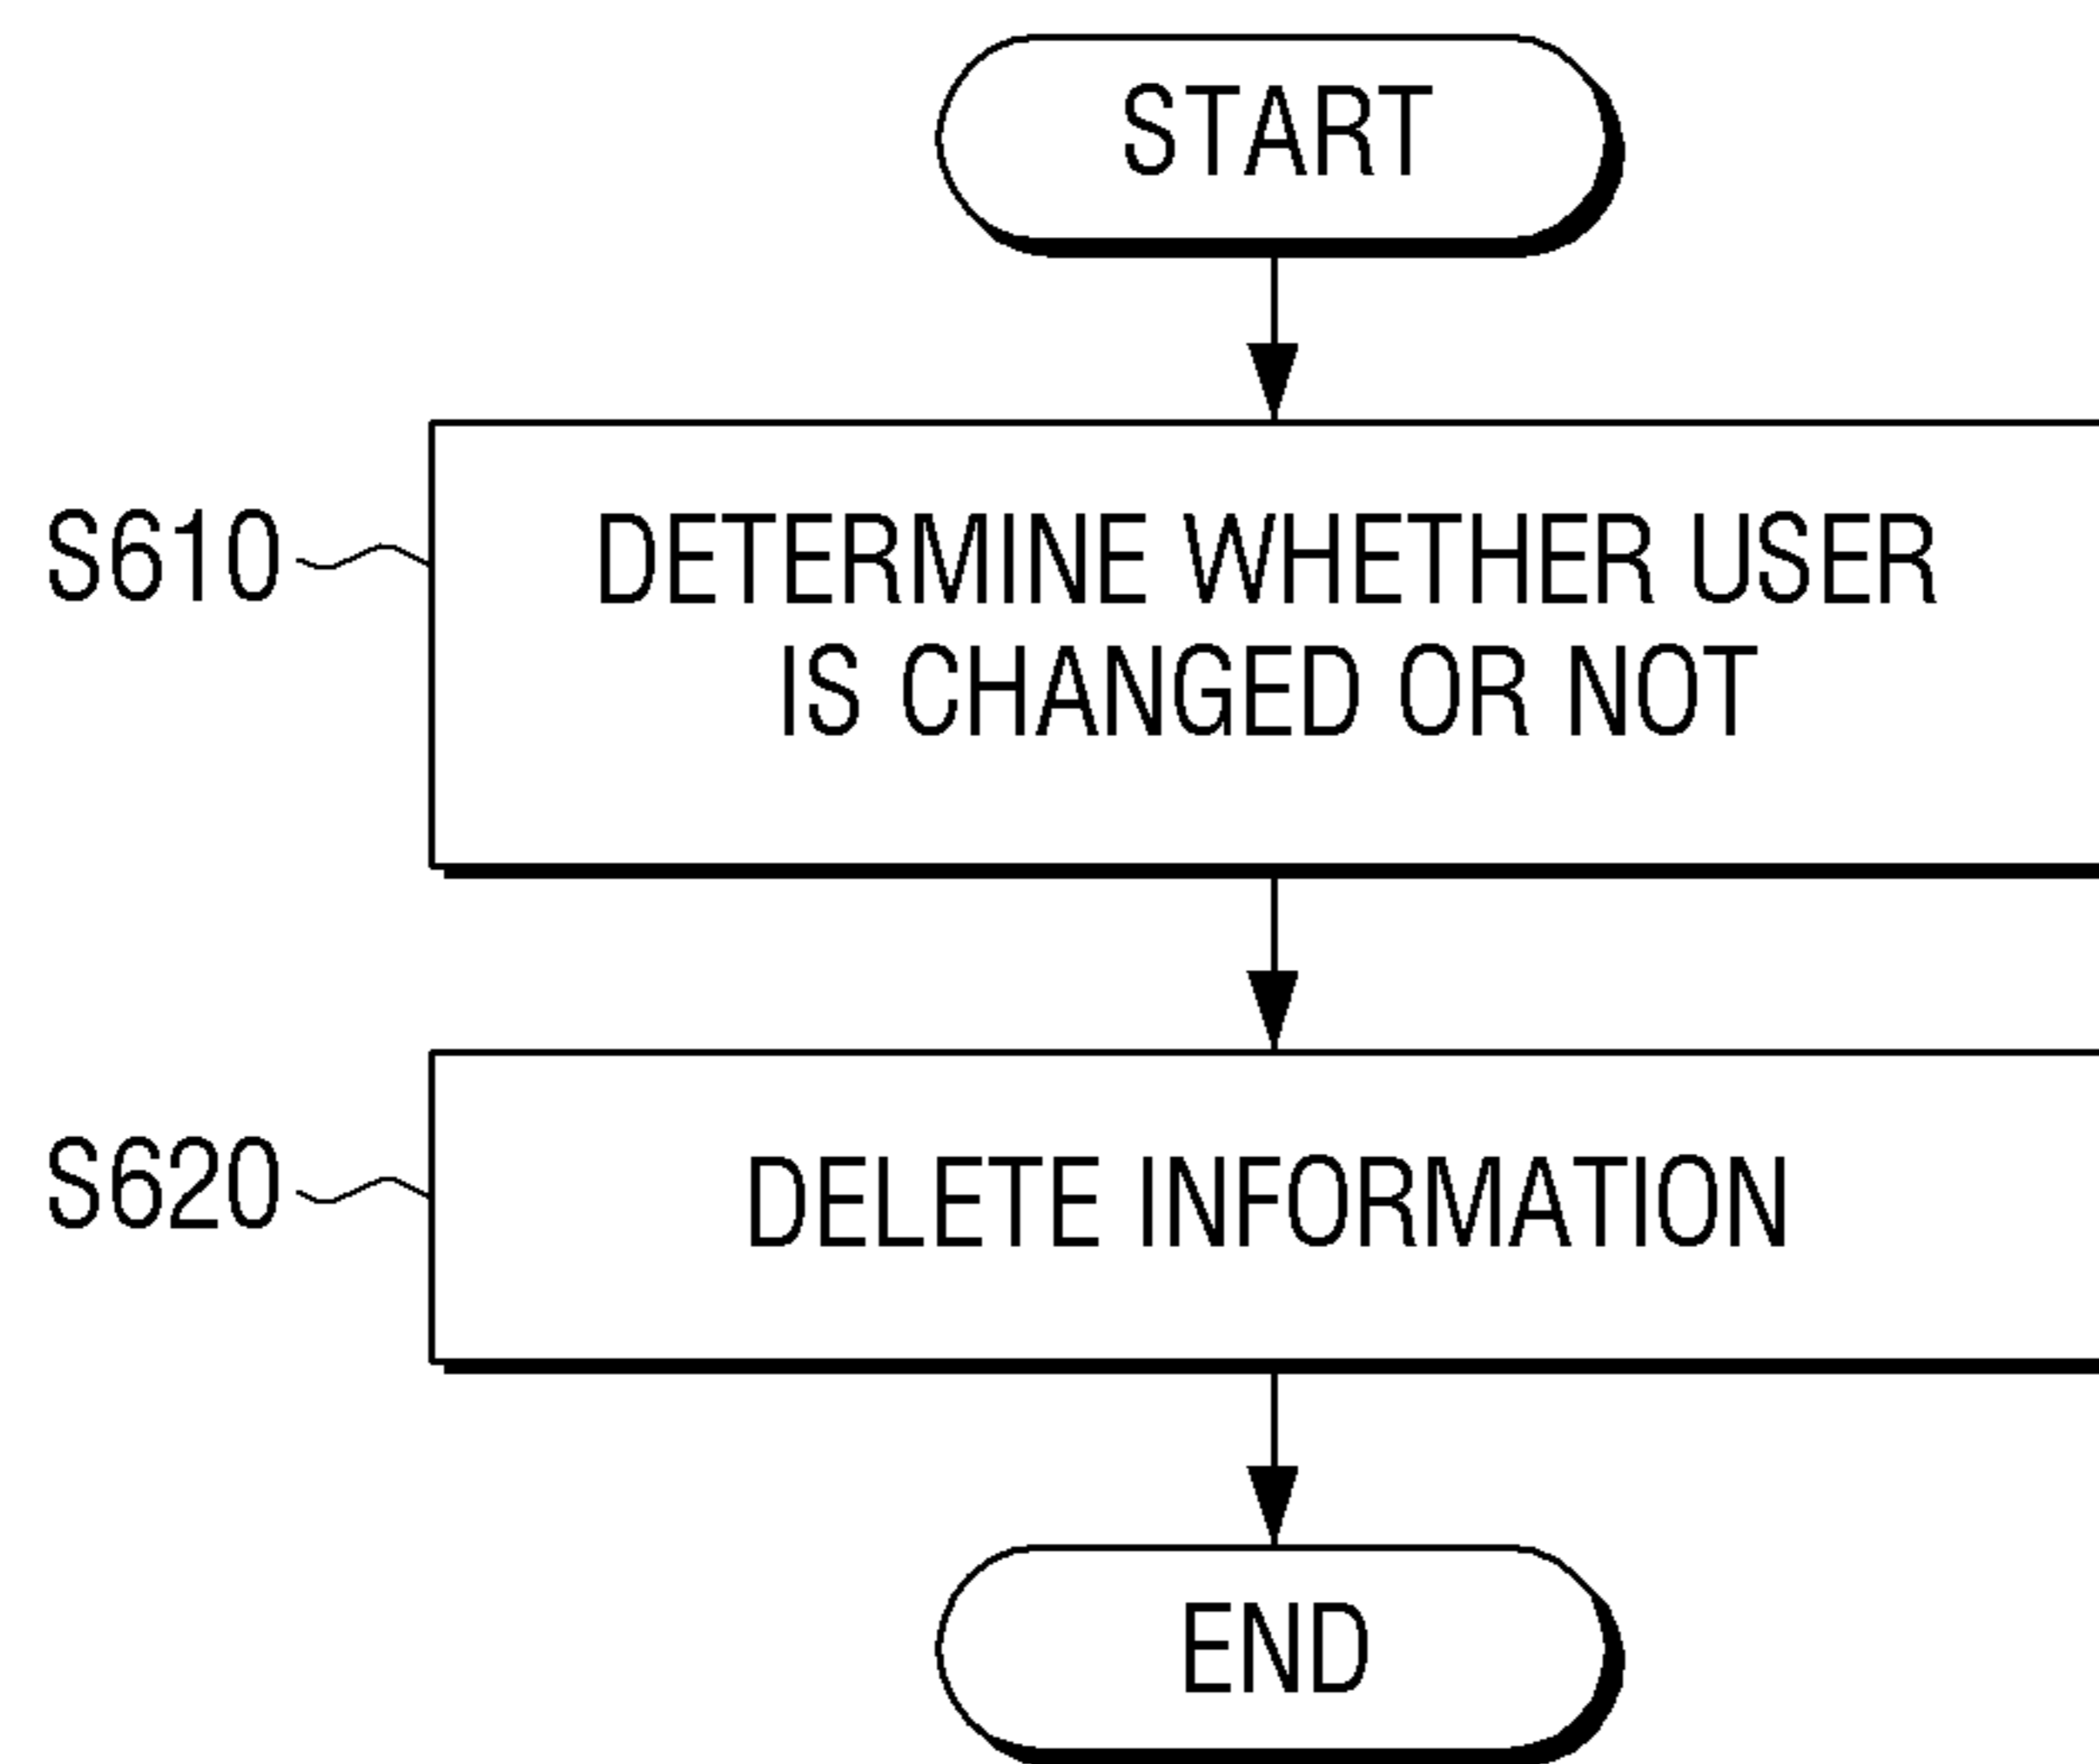 START
S610
DETERMINE WHETHER USER
IS CHANGED OR NOT
S620
DELETE INFORMATION
END